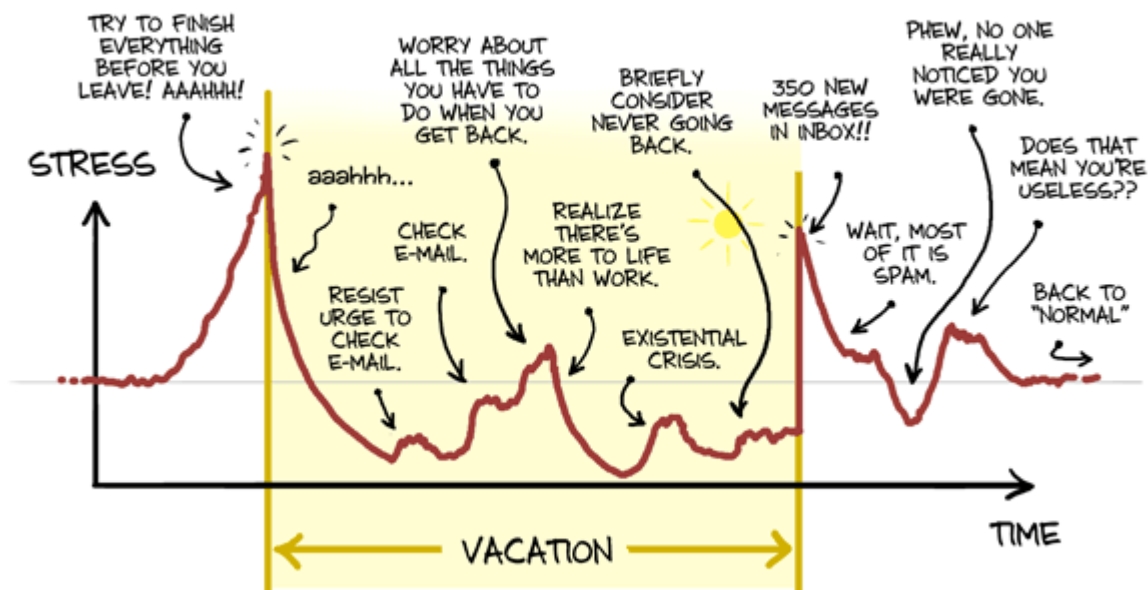 TRY TO FINISH
EVERYTHING
BEFORE YOU
LEAVE! AAAHHH!
STRESS
aaahhh...
RESIST
URGE TO
CHECK
E-MAIL.
CHECK
E-MAIL.
WORRY ABOUT
ALL THE THINGS
YOU HAVE TO
DO WHEN YOU
GET BACK.
REALIZE
THERE'S
MORE TO LIFE
THAN WORK.
EXISTENTIAL
CRISIS.
BRIEFLY
CONSIDER
NEVER GOING
BACK.
350 NEW
MESSAGES
IN INBOX!!
WAIT, MOST
OF IT IS
SPAM.
PHEW, NO ONE
REALLY
NOTICED YOU
WERE GONE.
DOES THAT
MEAN YOU'RE
USELESS??
BACK TO
"NORMAL"
TIME
VACATION